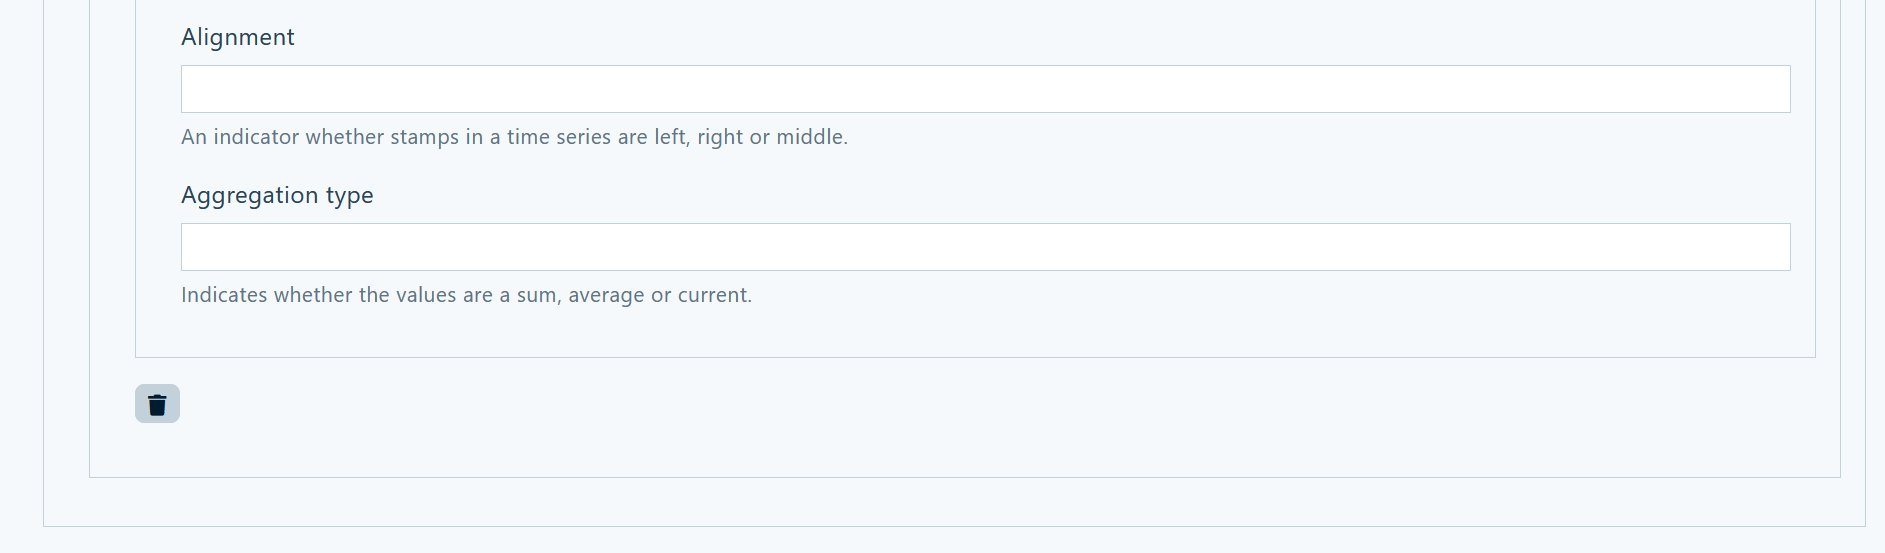 Alignment
An indicator whether stamps in a time series are left, right or middle.
Aggregation type
Indicates whether the values are a sum, average or current.